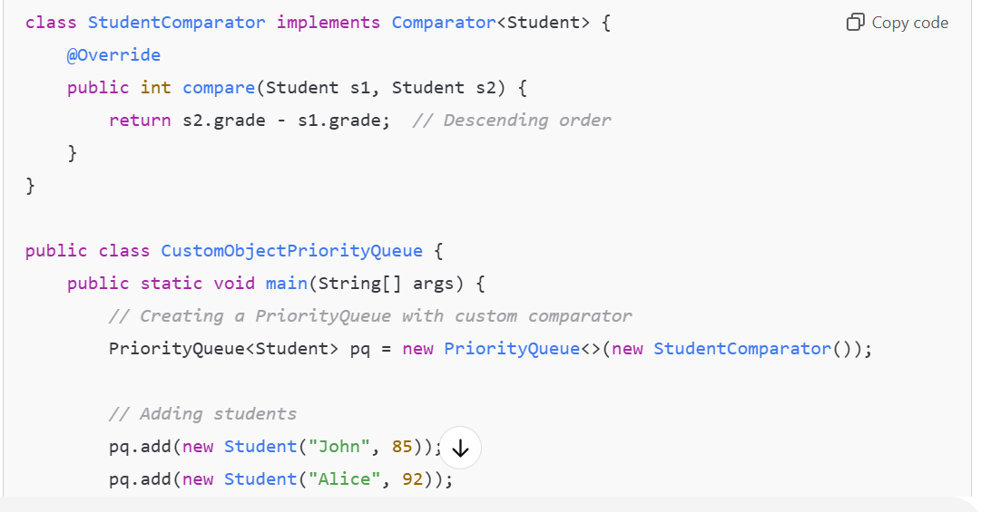 class StudentComparator implements Comparator<Student> {
Copy code
@Override
public int compare(Student s1, Student s2) {
return s2.grade - s1.grade;  // Descending order
}
}
public class CustomObjectPriorityQueue {
public static void main(String[] args) {
// Creating a PriorityQueue with custom comparator
PriorityQueue<Student> pq = new PriorityQueue<>(new StudentComparator());
// Adding students
pq.add(new Student("John", 85));
pq.add(new Student("Alice", 92));